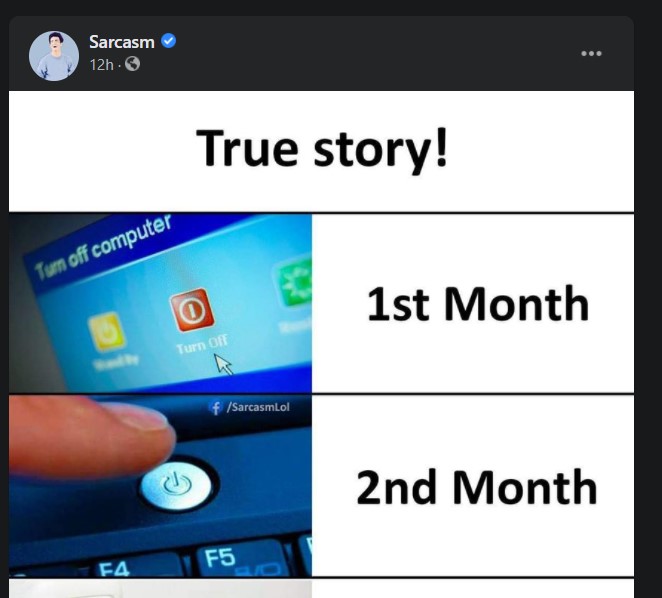 Sarcasm
12h ·
True story!
Turn off computer
Stand By
Turn Off
1st Month
/SarcasmLol
2nd Month
F4
F5